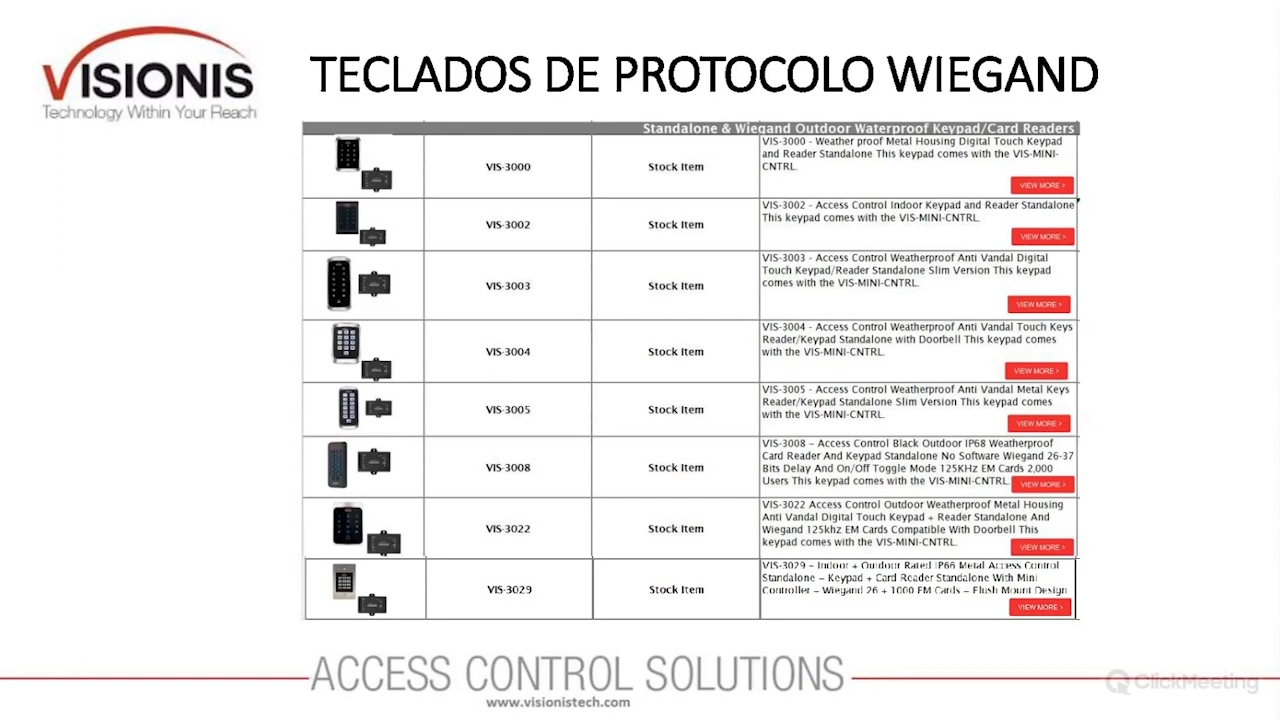 VISIONIS
Technology Within Your Reach
TECLADOS DE PROTOCOLO WIEGAND
Standalone & Wiegand Outdoor Waterproof Keypad/Card Readers
VIS-3000
Stock Item
VIS-3000 - Weather proof Metal Housing Digital Touch Keypad
and Reader Standalone This keypad comes with the VIS-MINI-
CNTRL.
VIEW MORE >
VIS-3002
Stock Item
VIS-3002 - Access Control Indoor Keypad and Reader Standalone
This keypad comes with the VIS-MINI-CNTRL.
VIEW MORE >
VIS-3003
Stock Item
VIS-3003 - Access Control Weatherproof Anti Vandal Digital
Touch Keypad/Reader Standalone Slim Version This keypad
comes with the VIS-MINI-CNTRL.
VIEW MORE >
VIS-3004
Stock Item
VIS-3004 - Access Control Weatherproof Anti Vandal Touch Keys
Reader/Keypad Standalone with Doorbell This Keypad comes
with the VIS-MINI-CNTRL.
VIEW MORE >
VIS-3005
Stock Item
VIS-3005 - Access Control Weatherproof Anti Vandal Metal Keys
Reader/Keypad Standalone Slim Version This Keypad comes
with the VIS-MINI-CNTRL.
VIEW MORE >
VIS-3008
Stock Item
VIS-3008 – Access Control Black Outdoor IP68 Weatherproof
Card Reader And Keypad Standalone No Software Wiegand 26-37
Bits Delay And On/Off Toggle Mode 125KHz EM Cards 2,000
Users This keypad comes with the VIS-MINI-CNTRL.
VIEW MORE >
VIS-3022
Stock Item
VIS-3022 Access Control Outdoor Weatherproof Metal Housing
Anti Vandal Digital Touch Keypad + Reader Standalone And
Wiegand 125khz EM Cards Compatible With Doorbell This
keypad comes with the VIS-MINI-CNTRL.
VIEW MORE >
VIS-3029
Stock Item
VIS-3029 – Indoor + Outdoor Rated IP66 Metal Access Control
Standalone – Keypad + Card Reader Standalone With Mini
Controller – Wiegand 26 + 1000 EM Cards – Flush Mount Design
VIEW MORE >
ACCESS CONTROL SOLUTIONS
www.visionistech.com
ClickMeeting